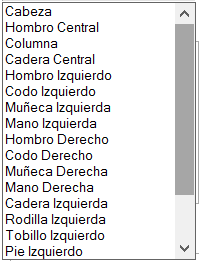 Cabeza
Hombro Central
Columna
Cadera Central
Hombro Izquierdo
Codo Izquierdo
Muñeca Izquierda
Mano Izquierda
Hombro Derecho
Codo Derecho
Muñeca Derecha
Mano Derecha
Cadera Izquierda
Rodilla Izquierda
Tobillo Izquierdo
Pie Izquierdo